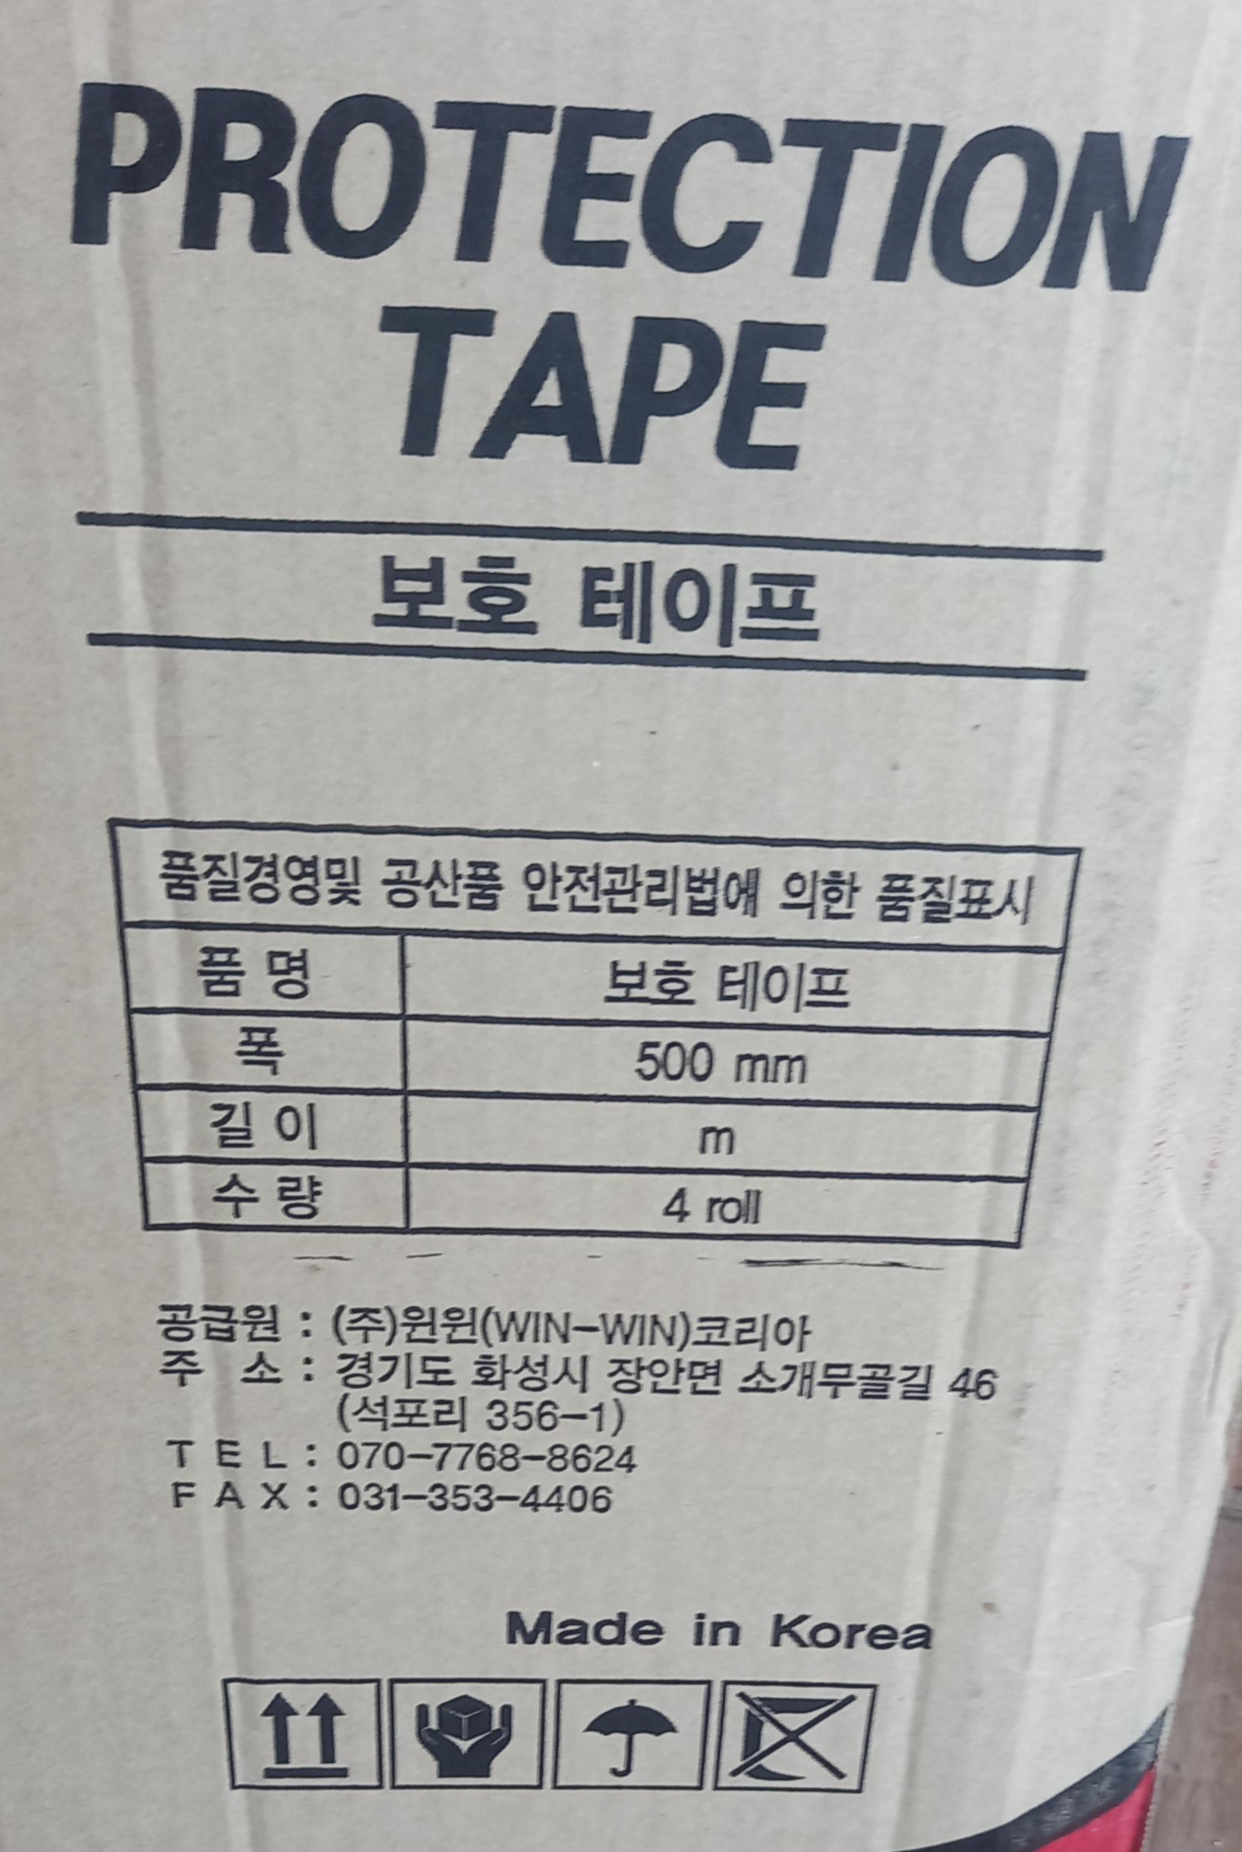 PROTECTION
TAPE
보호 테이프
품질경영및 공산품 안전관리법에 의한 품질표시
품 명 보호 테이프
폭 500 mm
길 이 m
수 량 4 roll
공급원 : (주)윈윈(WIN-WIN)코리아
주 소 : 경기도 화성시 장안면 소개무골길 46
(석포리 356-1)
T E L : 070-7768-8624
F A X : 031-353-4406
Made in Korea